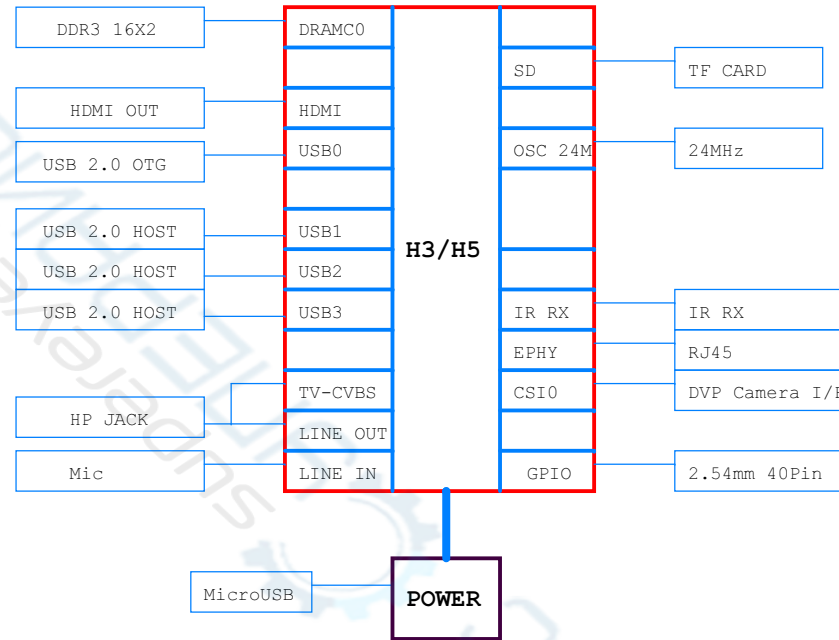 DDR3 16X2
DRAMC0
SD
TF CARD
HDMI OUT
HDMI
USB 2.0 OTG
USB0
OSC 24M
24MHz
USB 2.0 HOST
USB1
H3/H5
USB 2.0 HOST
USB2
USB 2.0 HOST
USB3
IR RX
IR RX
EPHY
RJ45
TV-CVBS
CSI0
DVP Camera I/F
HP JACK
LINE OUT
Mic
LINE IN
GPIO
2.54mm 40Pin
MicroUSB
POWER